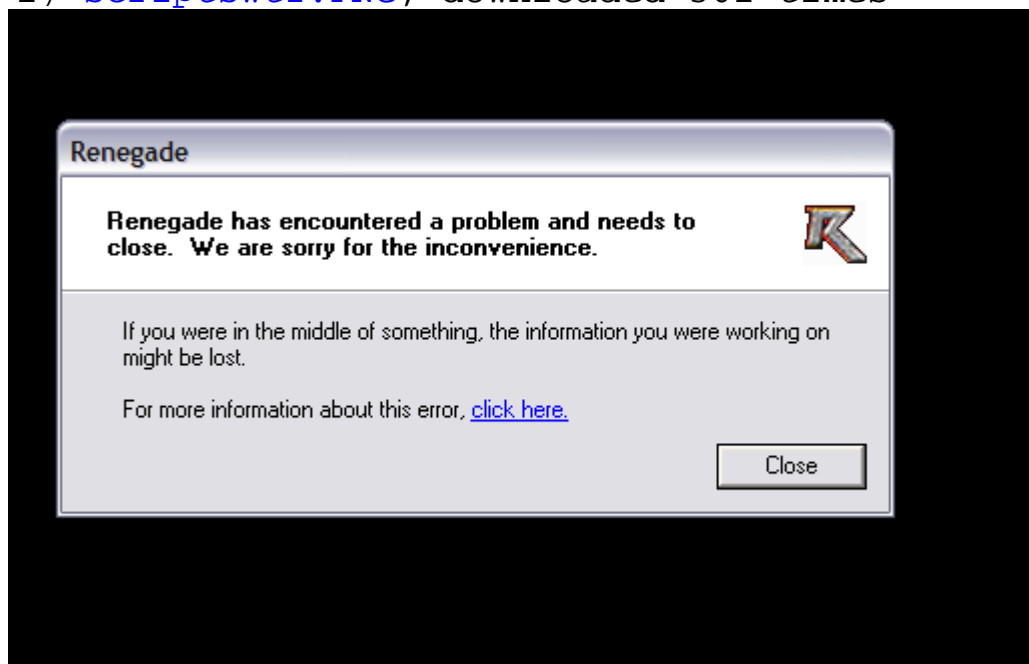 Renegade
Renegade has encountered a problem and needs to
close. We are sorry for the inconvenience.
If you were in the middle of something, the information you were working on
might be lost.
For more information about this error, click here.
Close